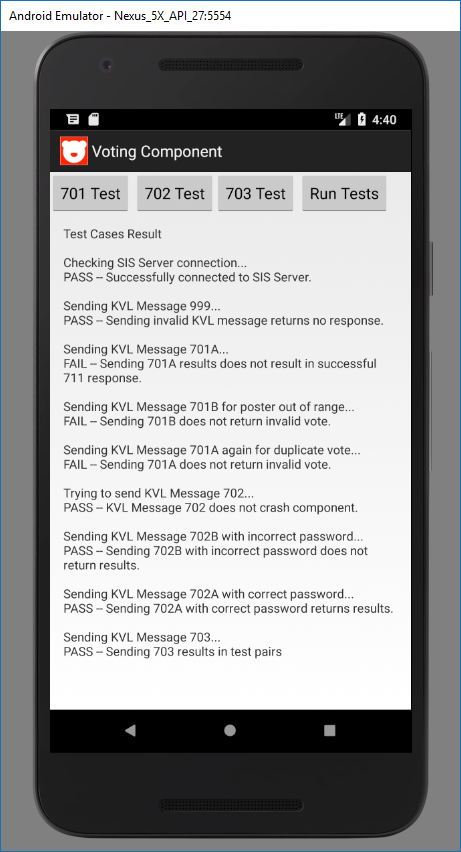 Android Emulator - Nexus_5X_API_27:5554
LTE 4:40
Voting Component
701 Test 702 Test 703 Test Run Tests
Test Cases Result
Checking SIS Server connection...
PASS -- Successfully connected to SIS Server.
Sending KVL Message 999...
PASS -- Sending invalid KVL message returns no response.
Sending KVL Message 701A...
FAIL -- Sending 701A results does not result in successful
711 response.
Sending KVL Message 701B for poster out of range...
FAIL -- Sending 701B does not return invalid vote.
Sending KVL Message 701A again for duplicate vote...
FAIL -- Sending 701A does not return invalid vote.
Trying to send KVL Message 702...
PASS -- KVL Message 702 does not crash component.
Sending KVL Message 702B with incorrect password...
PASS -- Sending 702B with incorrect password does not
return results.
Sending KVL Message 702A with correct password...
PASS -- Sending 702A with correct password returns results.
Sending KVL Message 703...
PASS -- Sending 703 results in test pairs